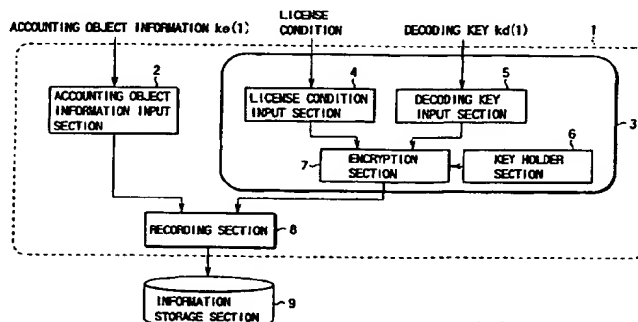 ACCOUNTING OBJECT INFORMATION ke(1)
LICENSE
CONDITION
DECODING KEY kd(1)
1
2
ACCOUNTING OBJECT
INFORMATION INPUT
SECTION
4
LICENSE CONDITION
INPUT SECTION
5
DECODING KEY
INPUT SECTION
3
6
7
ENCRYPTION
SECTION
KEY HOLDER
SECTION
RECORDING SECTION
8
INFORMATION
STORAGE SECTION
9